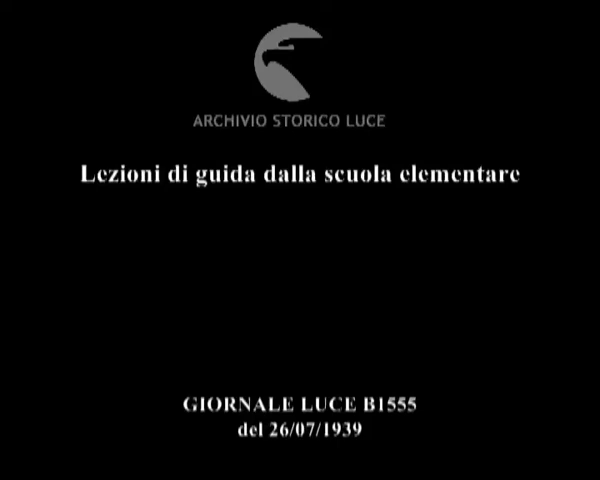 ARCHIVIO STORICO LUCE
Lezioni di guida dalla scuola elementare
GIORNALE LUCE B1555
del 26/07/1939